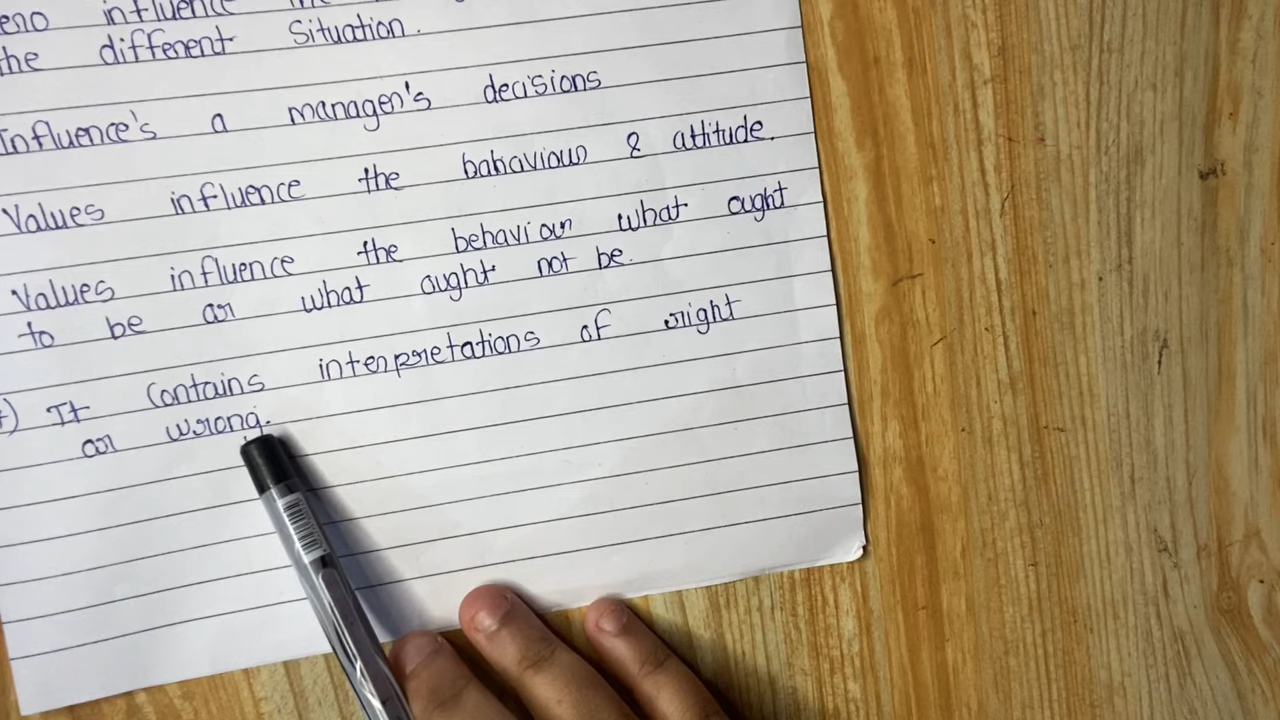 influence
the different Situation.
Influence's a manager's decisions
Values influence the bahaviour & attitude.
Values influence the behaviour what ought
to be or what ought not be.
) It Contains interpretations of right
or wrong.